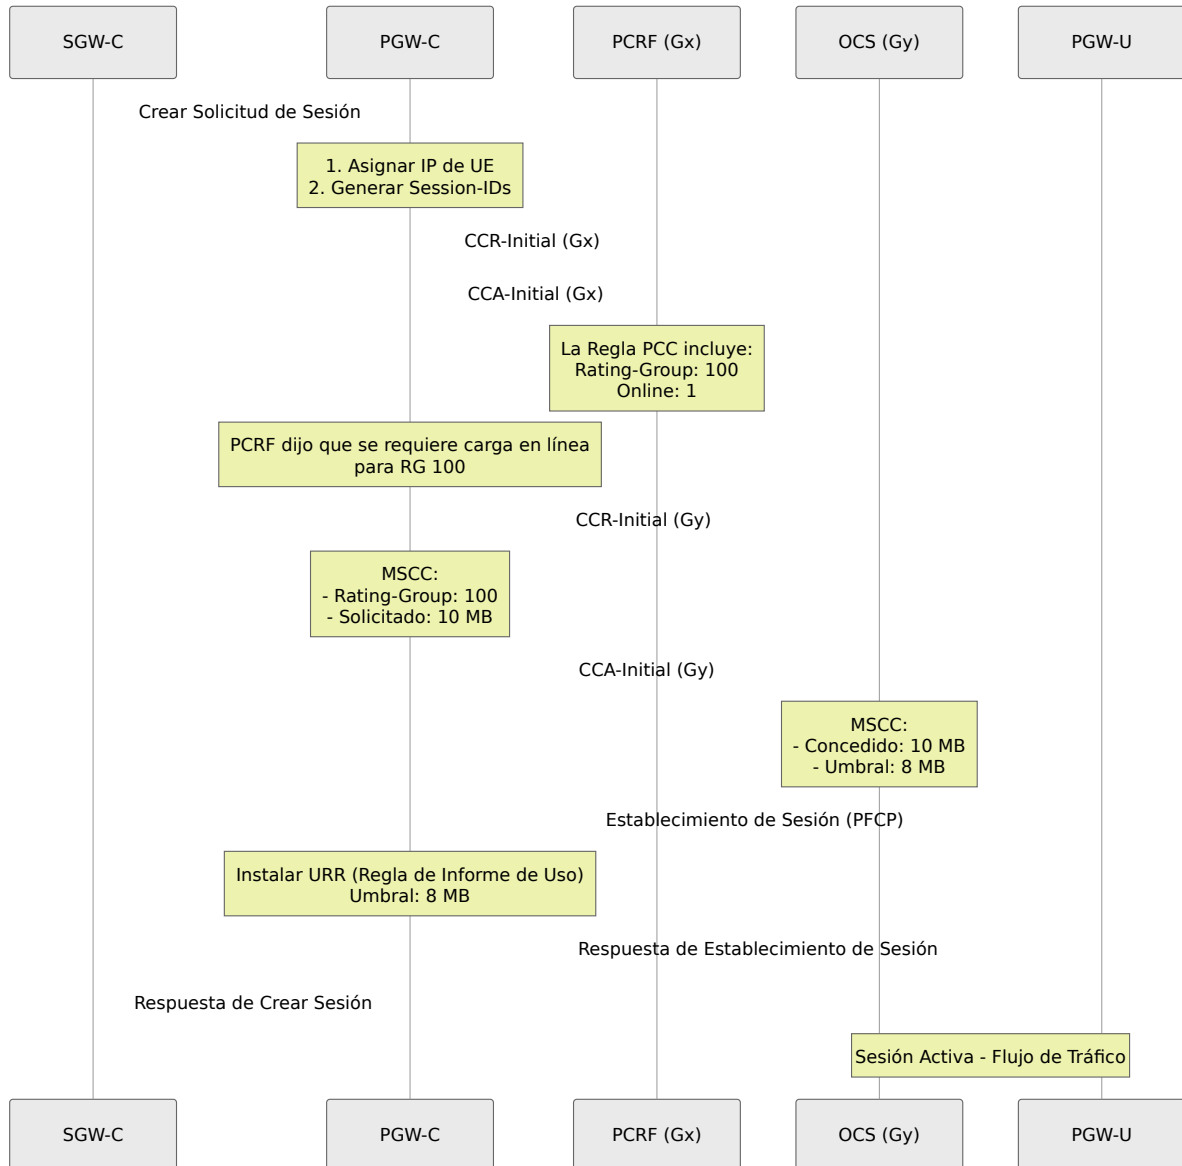 SGW-C
PGW-C
PCRF (Gx)
OCS (Gy)
PGW-U
Crear Solicitud de Sesión
1. Asignar IP de UE
2. Generar Session-IDs
CCR-Initial (Gx)
CCA-Initial (Gx)
La Regla PCC incluye:
Rating-Group: 100
Online: 1
PCRF dijo que se requiere carga en línea
para RG 100
CCR-Initial (Gy)
MSCC:
- Rating-Group: 100
- Solicitado: 10 MB
CCA-Initial (Gy)
MSCC:
- Concedido: 10 MB
- Umbral: 8 MB
Establecimiento de Sesión (PFCP)
Instalar URR (Regla de Informe de Uso)
Umbral: 8 MB
Respuesta de Establecimiento de Sesión
Respuesta de Crear Sesión
Sesión Activa - Flujo de Tráfico
SGW-C
PGW-C
PCRF (Gx)
OCS (Gy)
PGW-U